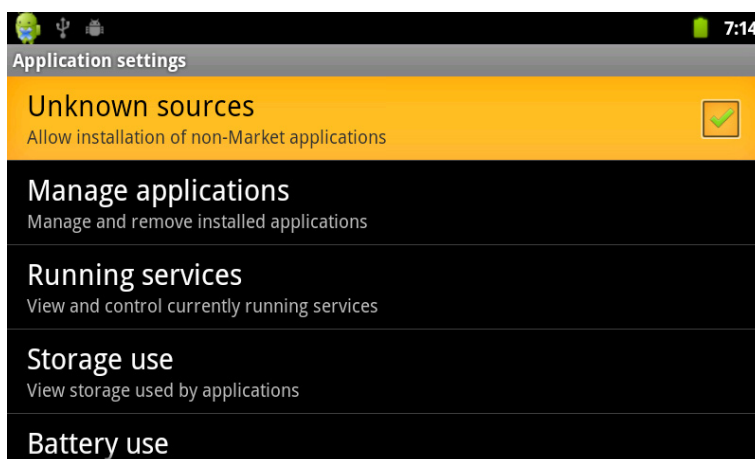 7:14
Application settings
Unknown sources
Allow installation of non-Market applications
Manage applications
Manage and remove installed applications
Running services
View and control currently running services
Storage use
View storage used by applications
Battery use